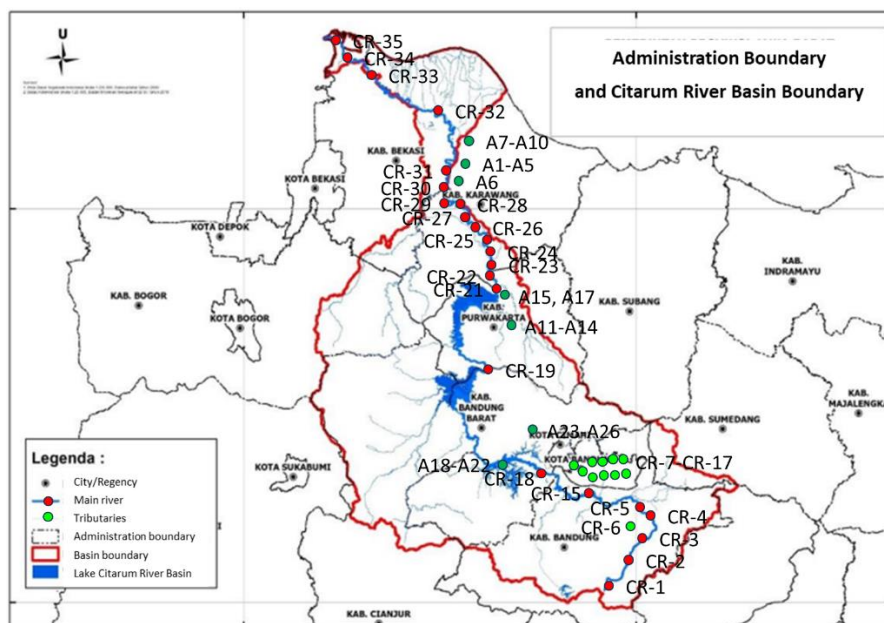 U
Administration Boundary
and Citarum River Basin Boundary
CR-35
CR-34
CR-33
CR-32
A7-A10
KAB. BEKASI
A1-A5
KOTA BEKASI
CR-31
A6
CR-30
KAB. KARAWANG
CR-29
CR-28
CR-27
CR-26
KOTA DEPOK
CR-25
CR-24
KAB. INDRAMAYU
CR-23
CR-22
CR-21
KAB. BOGOR
A15, A17
KAB. SUBANG
KAB. PURWAKARTA
KOTA BOGOR
A11-A14
CR-19
KAB. BANDUNG BARAT
KAB. SUMEDANG
KAB. MAJALENGKA
A23-A26
A18-A22
CR-7-CR-17
KOTA SUKABUMI
CR-18
CR-15
CR-5
CR-4
CR-6
CR-3
KAB. BANDUNG
CR-2
CR-1
KAB. CIANJUR
Legenda :
City/Regency
Main river
Tributaries
Administration boundary
Basin boundary
Lake Citarum River Basin